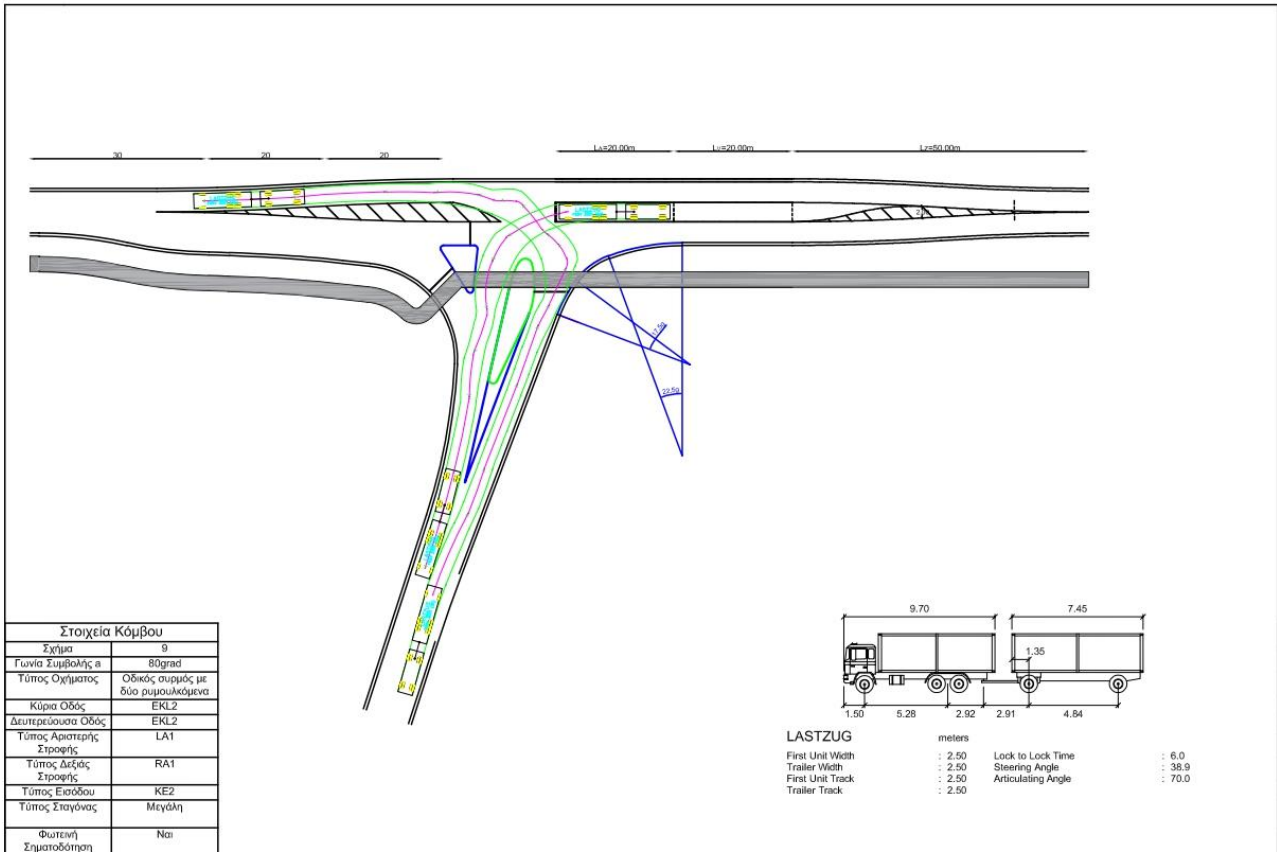 30
20
20
LA=20.00m
LV=20.00m
LZ=50.00m
17.5g
22.5g
Στοιχεία Κόμβου
Σχήμα 9
Γωνία Συμβολής a 80grad
Τύπος Οχήματος Οδικός συρμός με
δύο ρυμουλκόμενα
Κύρια Οδός EKL2
Δευτερεύουσα Οδός EKL2
Τύπος Αριστερής LA1
Στροφής
Τύπος Δεξιάς RA1
Στροφής
Τύπος Εισόδου KE2
Τύπος Σταγόνας Μεγάλη
Φωτεινή Ναι
Σηματοδότηση
9.70
7.45
1.35
1.50
5.28
2.92
2.91
4.84
LASTZUG meters
First Unit Width : 2.50 Lock to Lock Time : 6.0
Trailer Width : 2.50 Steering Angle : 38.9
First Unit Track : 2.50 Articulating Angle : 70.0
Trailer Track : 2.50